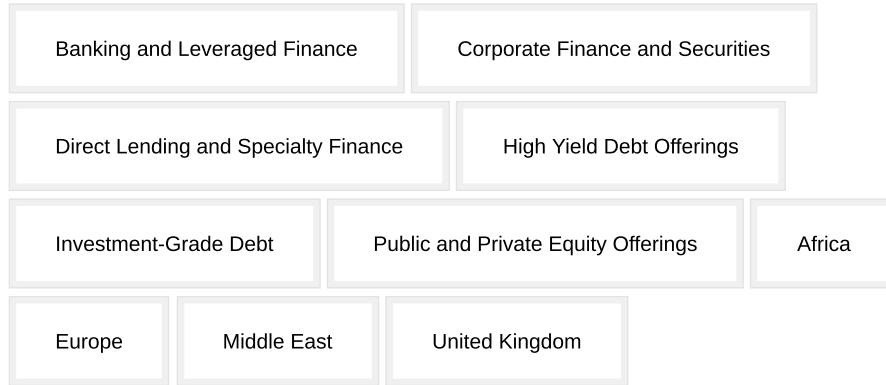 Banking and Leveraged Finance Corporate Finance and Securities
Direct Lending and Specialty Finance High Yield Debt Offerings
Investment-Grade Debt Public and Private Equity Offerings Africa
Europe Middle East United Kingdom